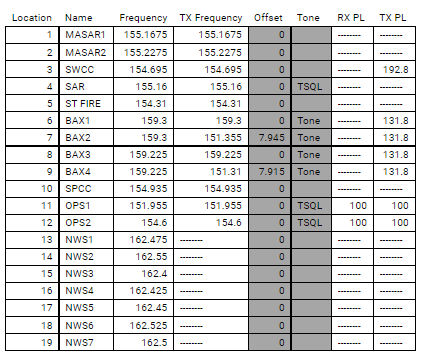 Location Name Frequency TX Frequency Offset Tone RX PL TX PL
1 MASAR1 155.1675 155.1675 0 -------- --------
2 MASAR2 155.2275 155.2275 0 -------- --------
3 SWCC 154.695 154.695 0 -------- 192.8
4 SAR 155.16 155.16 0 TSQL -------- --------
5 ST FIRE 154.31 154.31 0 -------- --------
6 BAX1 159.3 159.3 0 Tone -------- 131.8
7 BAX2 159.3 151.355 7.945 Tone -------- 131.8
8 BAX3 159.225 159.225 0 Tone -------- 131.8
9 BAX4 159.225 151.31 7.915 Tone -------- 131.8
10 SPCC 154.935 154.935 0 -------- --------
11 OPS1 151.955 151.955 0 TSQL 100 100
12 OPS2 154.6 154.6 0 TSQL 100 100
13 NWS1 162.475 -------- 0 -------- --------
14 NWS2 162.55 -------- 0 -------- --------
15 NWS3 162.4 -------- 0 -------- --------
16 NWS4 162.425 -------- 0 -------- --------
17 NWS5 162.45 -------- 0 -------- --------
18 NWS6 162.525 -------- 0 -------- --------
19 NWS7 162.5 -------- 0 -------- --------